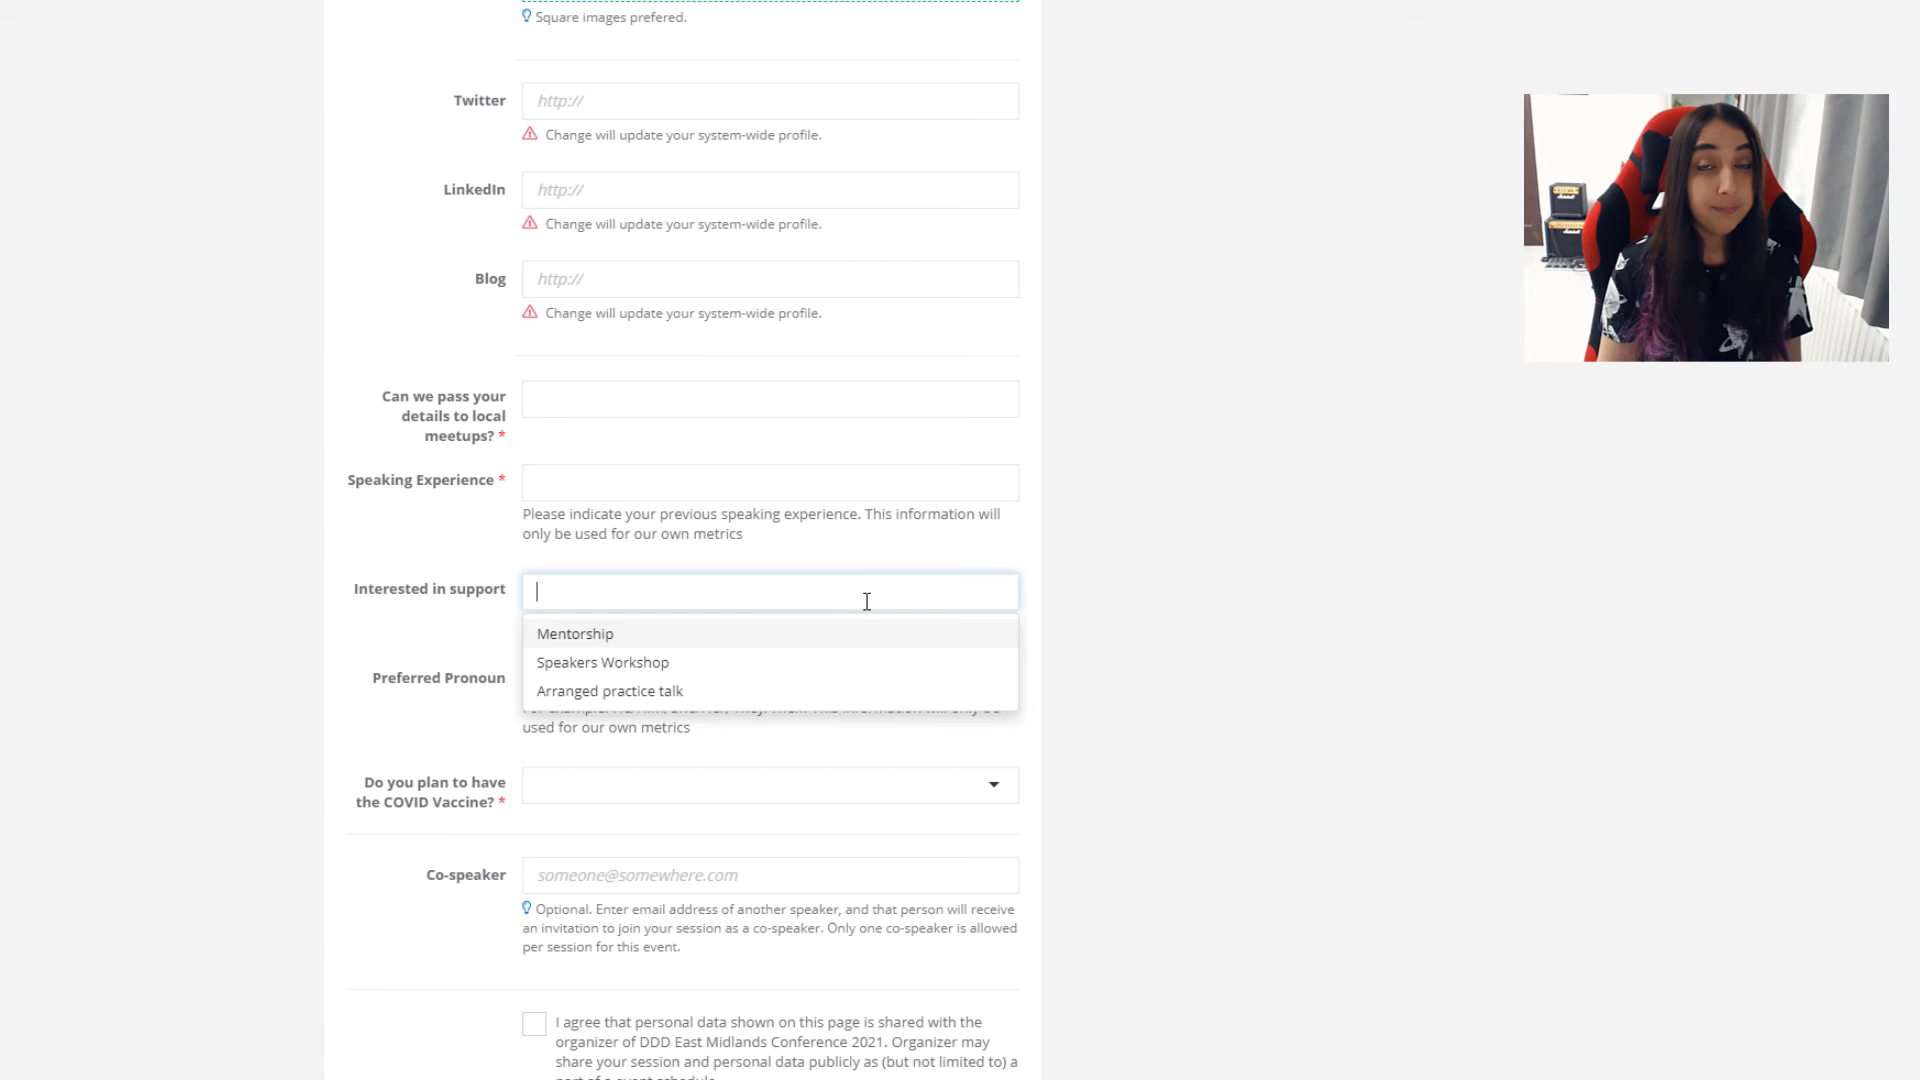 Square images prefered.
Twitter
http://
Change will update your system-wide profile.
LinkedIn
http://
Change will update your system-wide profile.
Blog
http://
Change will update your system-wide profile.
Can we pass your
details to local
meetups? *
Speaking Experience *
Please indicate your previous speaking experience. This information will
only be used for our own metrics
Interested in support
Mentorship
Speakers Workshop
Arranged practice talk
Preferred Pronoun
used for our own metrics
Do you plan to have
the COVID Vaccine? *
Co-speaker
someone@somewhere.com
Optional. Enter email address of another speaker, and that person will receive
an invitation to join your session as a co-speaker. Only one co-speaker is allowed
per session for this event.
I agree that personal data shown on this page is shared with the
organizer of DDD East Midlands Conference 2021. Organizer may
share your session and personal data publicly as (but not limited to) a